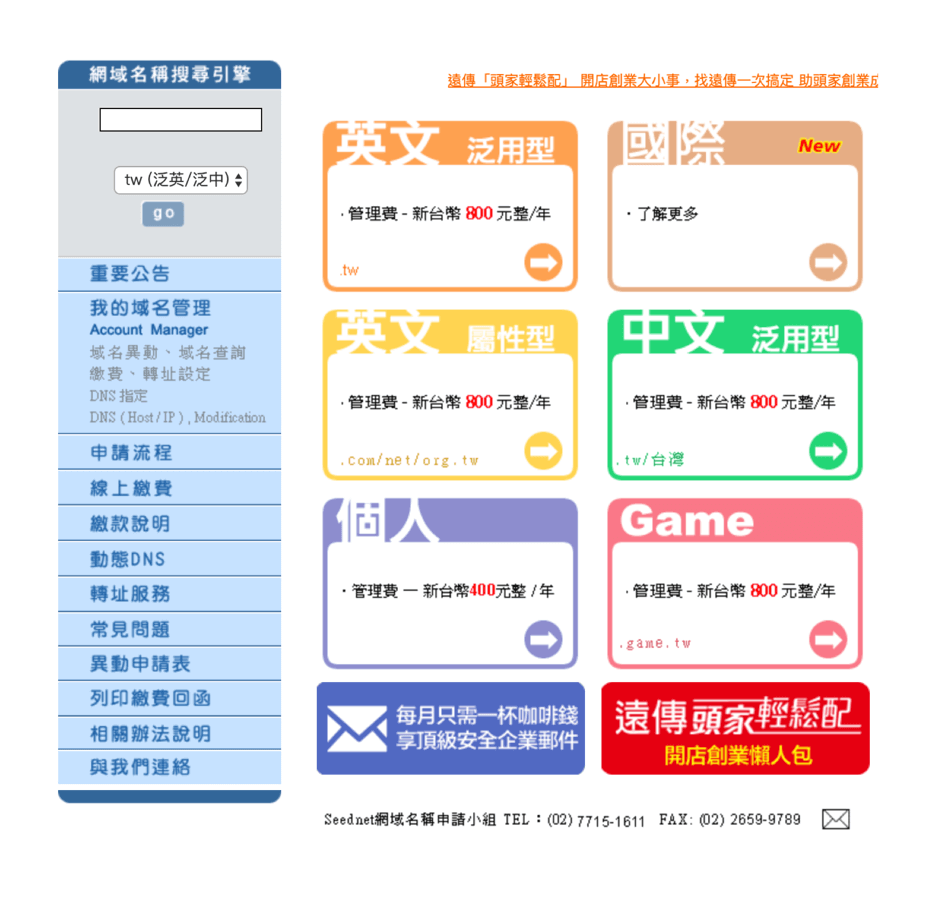 網域名稱搜尋引擎
tw (泛英/泛中)
go
重要公告
我的域名管理
Account Manager
域名異動、域名查詢
繳費、轉址設定
DNS 指定
DNS ( Host / IP ) , Modification
申請流程
線上繳費
繳款說明
動態DNS
轉址服務
常見問題
異動申請表
列印繳費回函
相關辦法說明
與我們連絡
遠傳「頭家輕鬆配」 開店創業大小事，找遠傳一次搞定 助頭家創業成
英文 泛用型
· 管理費 - 新台幣 800 元整/年
.tw
國際 New
· 了解更多
英文 屬性型
· 管理費 - 新台幣 800 元整/年
.com/net/org.tw
中文 泛用型
· 管理費 - 新台幣 800 元整/年
.tw/台灣
個人
· 管理費 — 新台幣400元整 / 年
Game
· 管理費 - 新台幣 800 元整/年
.game.tw
每月只需一杯咖啡錢
享頂級安全企業郵件
遠傳頭家輕鬆配
開店創業懶人包
Seednet網域名稱申請小組 TEL：(02) 7715-1611 FAX: (02) 2659-9789